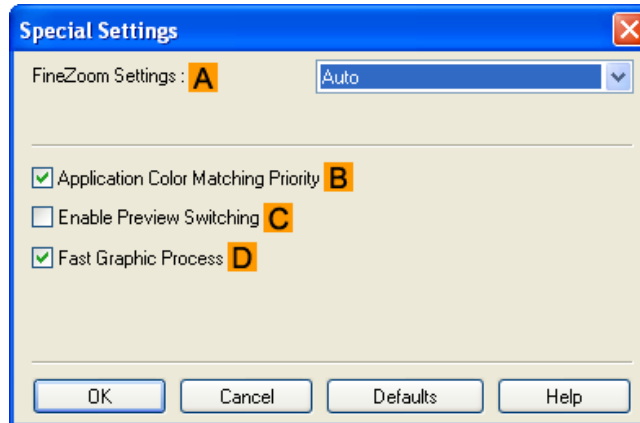 Special Settings
FineZoom Settings : A Auto
Application Color Matching Priority B
Enable Preview Switching C
Fast Graphic Process D
OK Cancel Defaults Help